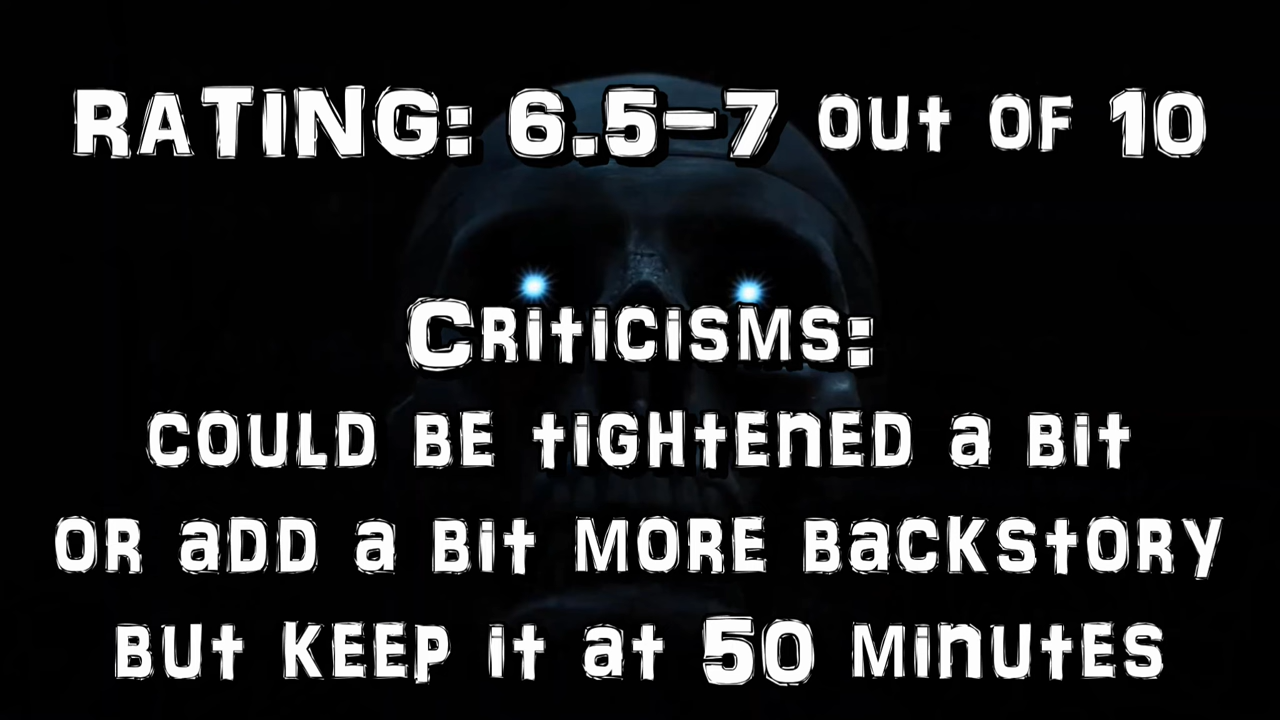 RATING: 6.5-7 OUT OF 10
CRITICISMS:
COULD BE TIGHTENED A BIT
OR ADD A BIT MORE BACKSTORY
BUT KEEP IT AT 50 MINUTES